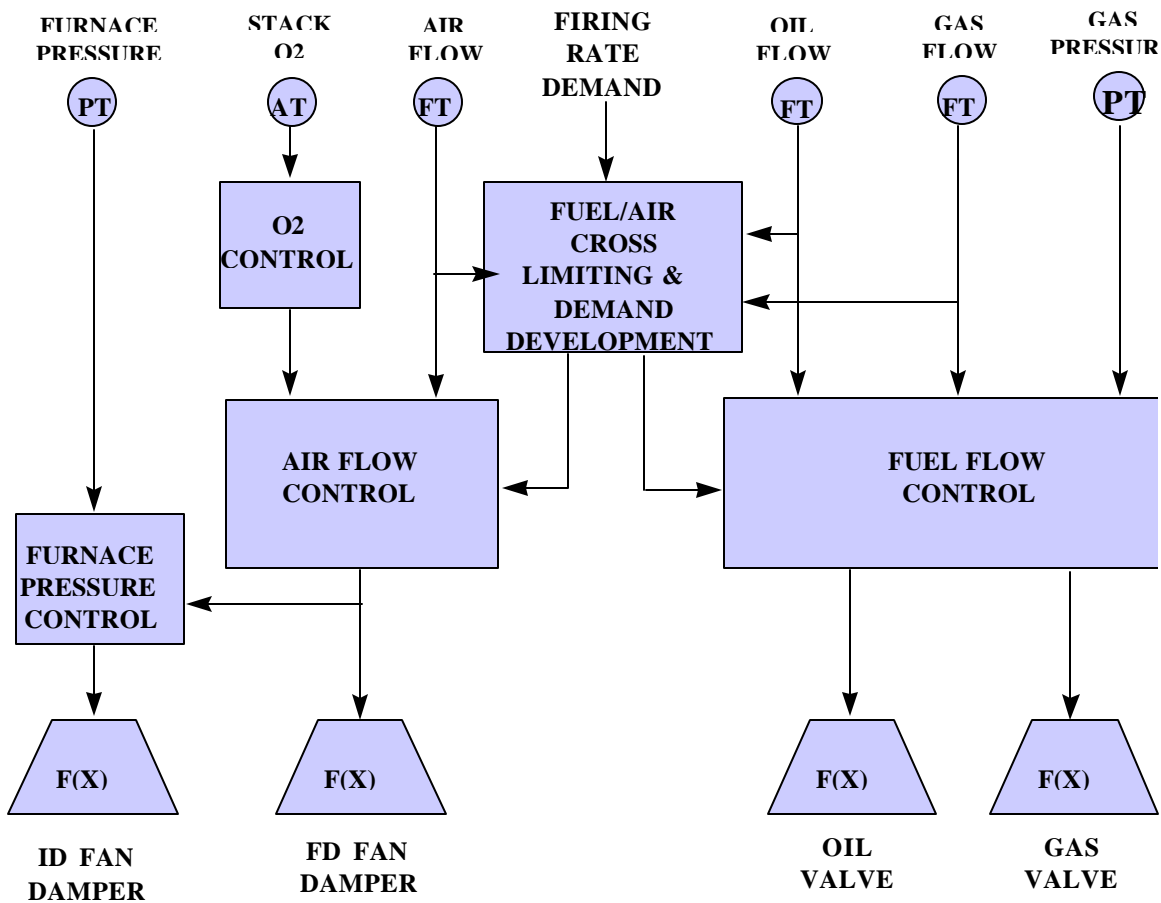 FURNACE
PRESSURE
STACK
O2
AIR
FLOW
FIRING
RATE
DEMAND
OIL
FLOW
GAS
FLOW
GAS
PRESSUR
PT
AT
FT
FT
FT
PT
O2
CONTROL
FUEL/AIR
CROSS
LIMITING &
DEMAND
DEVELOPMENT
AIR FLOW
CONTROL
FUEL FLOW
CONTROL
FURNACE
PRESSURE
CONTROL
F(X)
F(X)
F(X)
F(X)
ID FAN
DAMPER
FD FAN
DAMPER
OIL
VALVE
GAS
VALVE